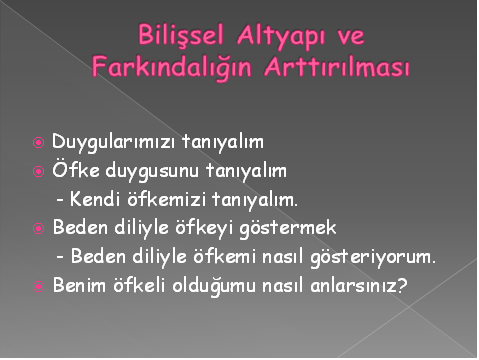 Bilişsel Altyapı ve
Farkındalığın Arttırılması
Duygularımızı tanıyalım
Öfke duygusunu tanıyalım
- Kendi öfkemizi tanıyalım.
Beden diliyle öfkeyi göstermek
- Beden diliyle öfkemi nasıl gösteriyorum.
Benim öfkeli olduğumu nasıl anlarsınız?